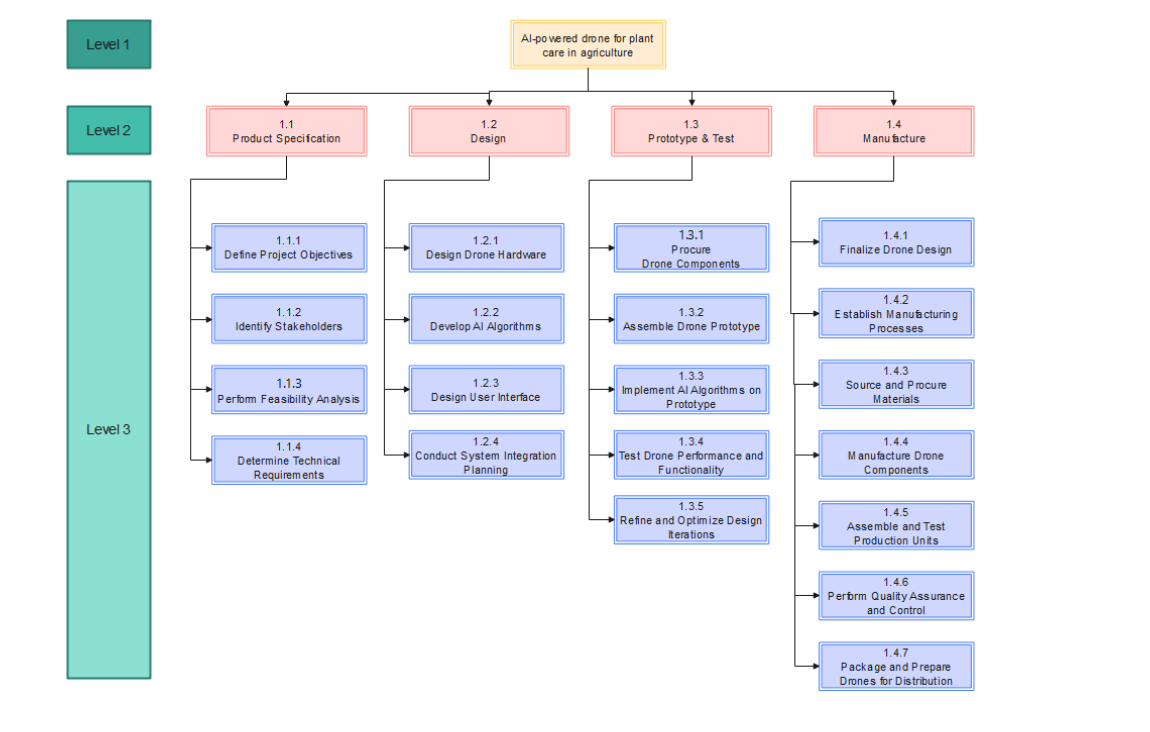 Level 1
AI-powered drone for plant
care in agriculture
Level 2
1.1
Product Specification
1.2
Design
1.3
Prototype & Test
1.4
Manufacture
Level 3
1.1.1
Define Project Objectives
1.1.2
Identify Stakeholders
1.1.3
Perform Feasibility Analysis
1.1.4
Determine Technical
Requirements
1.2.1
Design Drone Hardware
1.2.2
Develop AI Algorithms
1.2.3
Design User Interface
1.2.4
Conduct System Integration
Planning
1.3.1
Procure
Drone Components
1.3.2
Assemble Drone Prototype
1.3.3
Implement AI Algorithms on
Prototype
1.3.4
Test Drone Performance and
Functionality
1.3.5
Refine and Optimize Design
Iterations
1.4.1
Finalize Drone Design
1.4.2
Establish Manufacturing
Processes
1.4.3
Source and Procure
Materials
1.4.4
Manufacture Drone
Components
1.4.5
Assemble and Test
Production Units
1.4.6
Perform Quality Assurance
and Control
1.4.7
Package and Prepare
Drones for Distribution